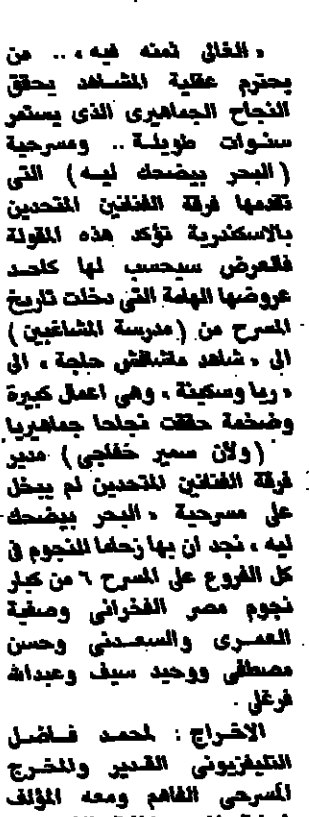 « الغالى ثمنه فيه » .. من
يحترم عقلية المشاهد يحقق
النجاح الجماهيرى الذى يستمر
سنوات طويلة .. ومسرحية
( البحر بيضحك ليه ) التى
تقدمها فرقة الفنانين المتحدين
بالاسكندرية تؤكد هذه المقولة
فالعرض سيحسب لها كاحد
عروضها الهامة التى دخلت تاريخ
المسرح من ( مدرسة المشاغبين )
الى « شاهد ماشافش حاجة » الى
« ريا وسكينة » وهى اعمال كبيرة
وضخمة حققت نجاحا جماهيريا
( ولأن سمير خفاجى ) مدير
فرقة الفنانين المتحدين لم يبخل
على مسرحية « البحر بيضحك
ليه » نجد ان بها زحاما للنجوم فى
كل الفروع على المسرح ٦ من كبار
نجوم مصر الفخرانى وصفية
العمرى والسعدنى وحسن
مصطفى ووحيد سيف وعبدالله
فرغلى .
الاخراج : لمحمد فاضل
التليفزيونى القدير والمخرج
المسرحى الفاهم ومعه المؤلف